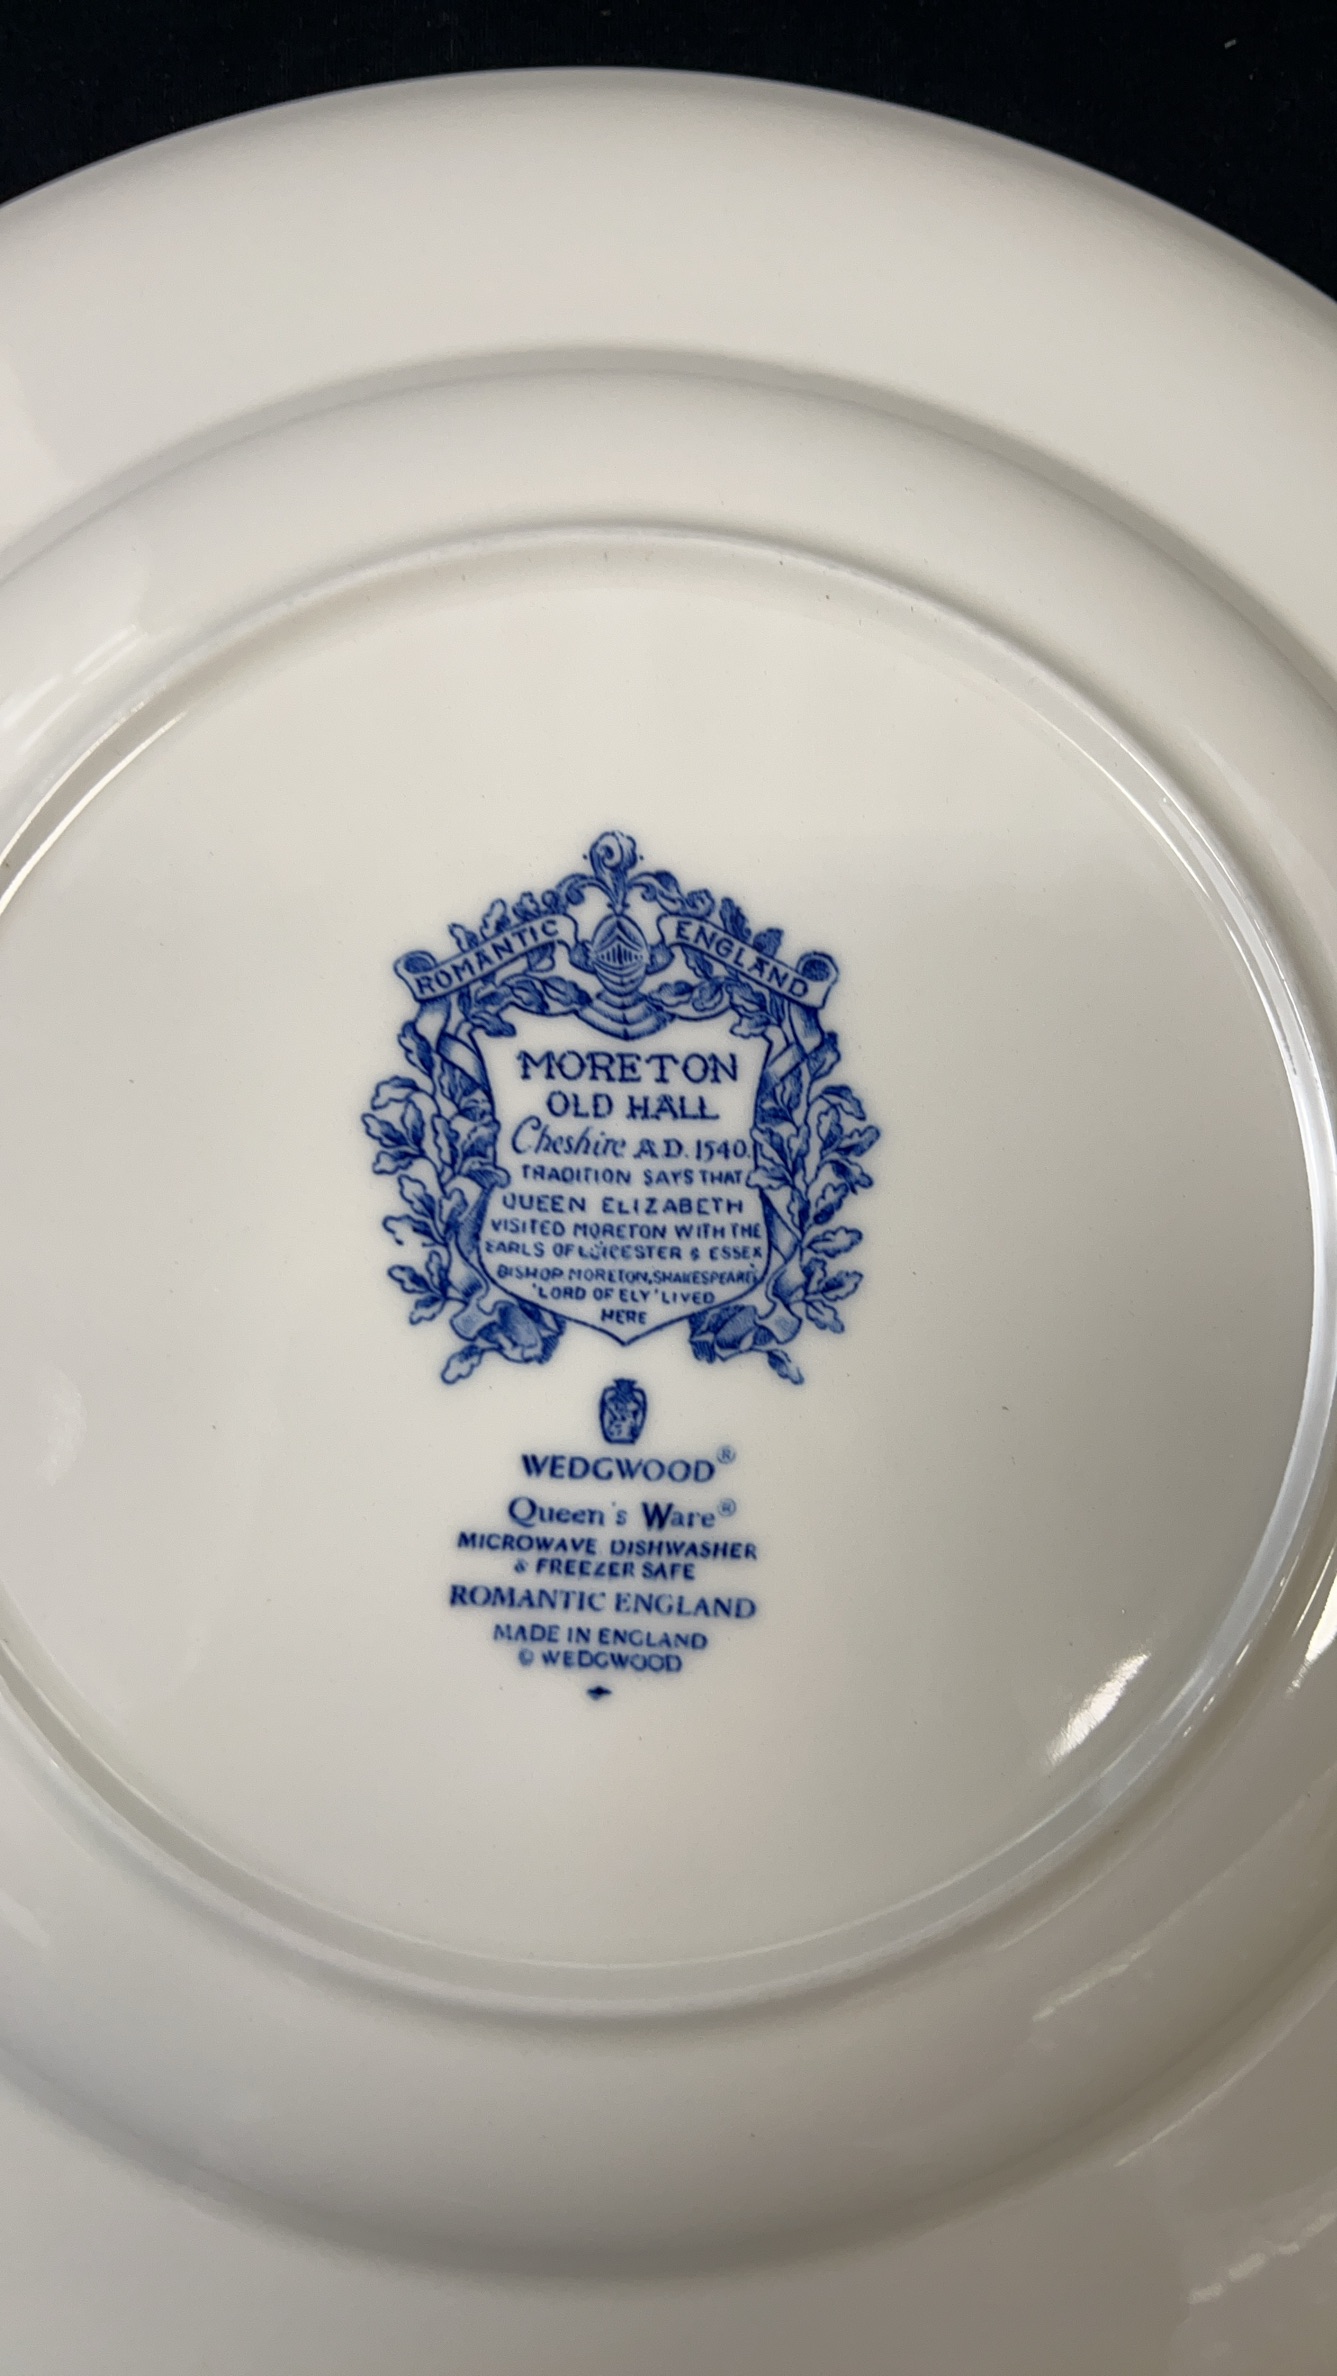 ROMANTIC ENGLAND
MORETON
OLD HALL
Cheshire A.D. 1540.
TRADITION SAYS THAT
QUEEN ELIZABETH
VISITED MORETON WITH THE
EARLS OF LEICESTER & ESSEX
BISHOP MORETON, SHAKESPEARE'S
'LORD OF ELY' LIVED
HERE
WEDGWOOD®
Queen's Ware®
MICROWAVE DISHWASHER
& FREEZER SAFE
ROMANTIC ENGLAND
MADE IN ENGLAND
© WEDGWOOD